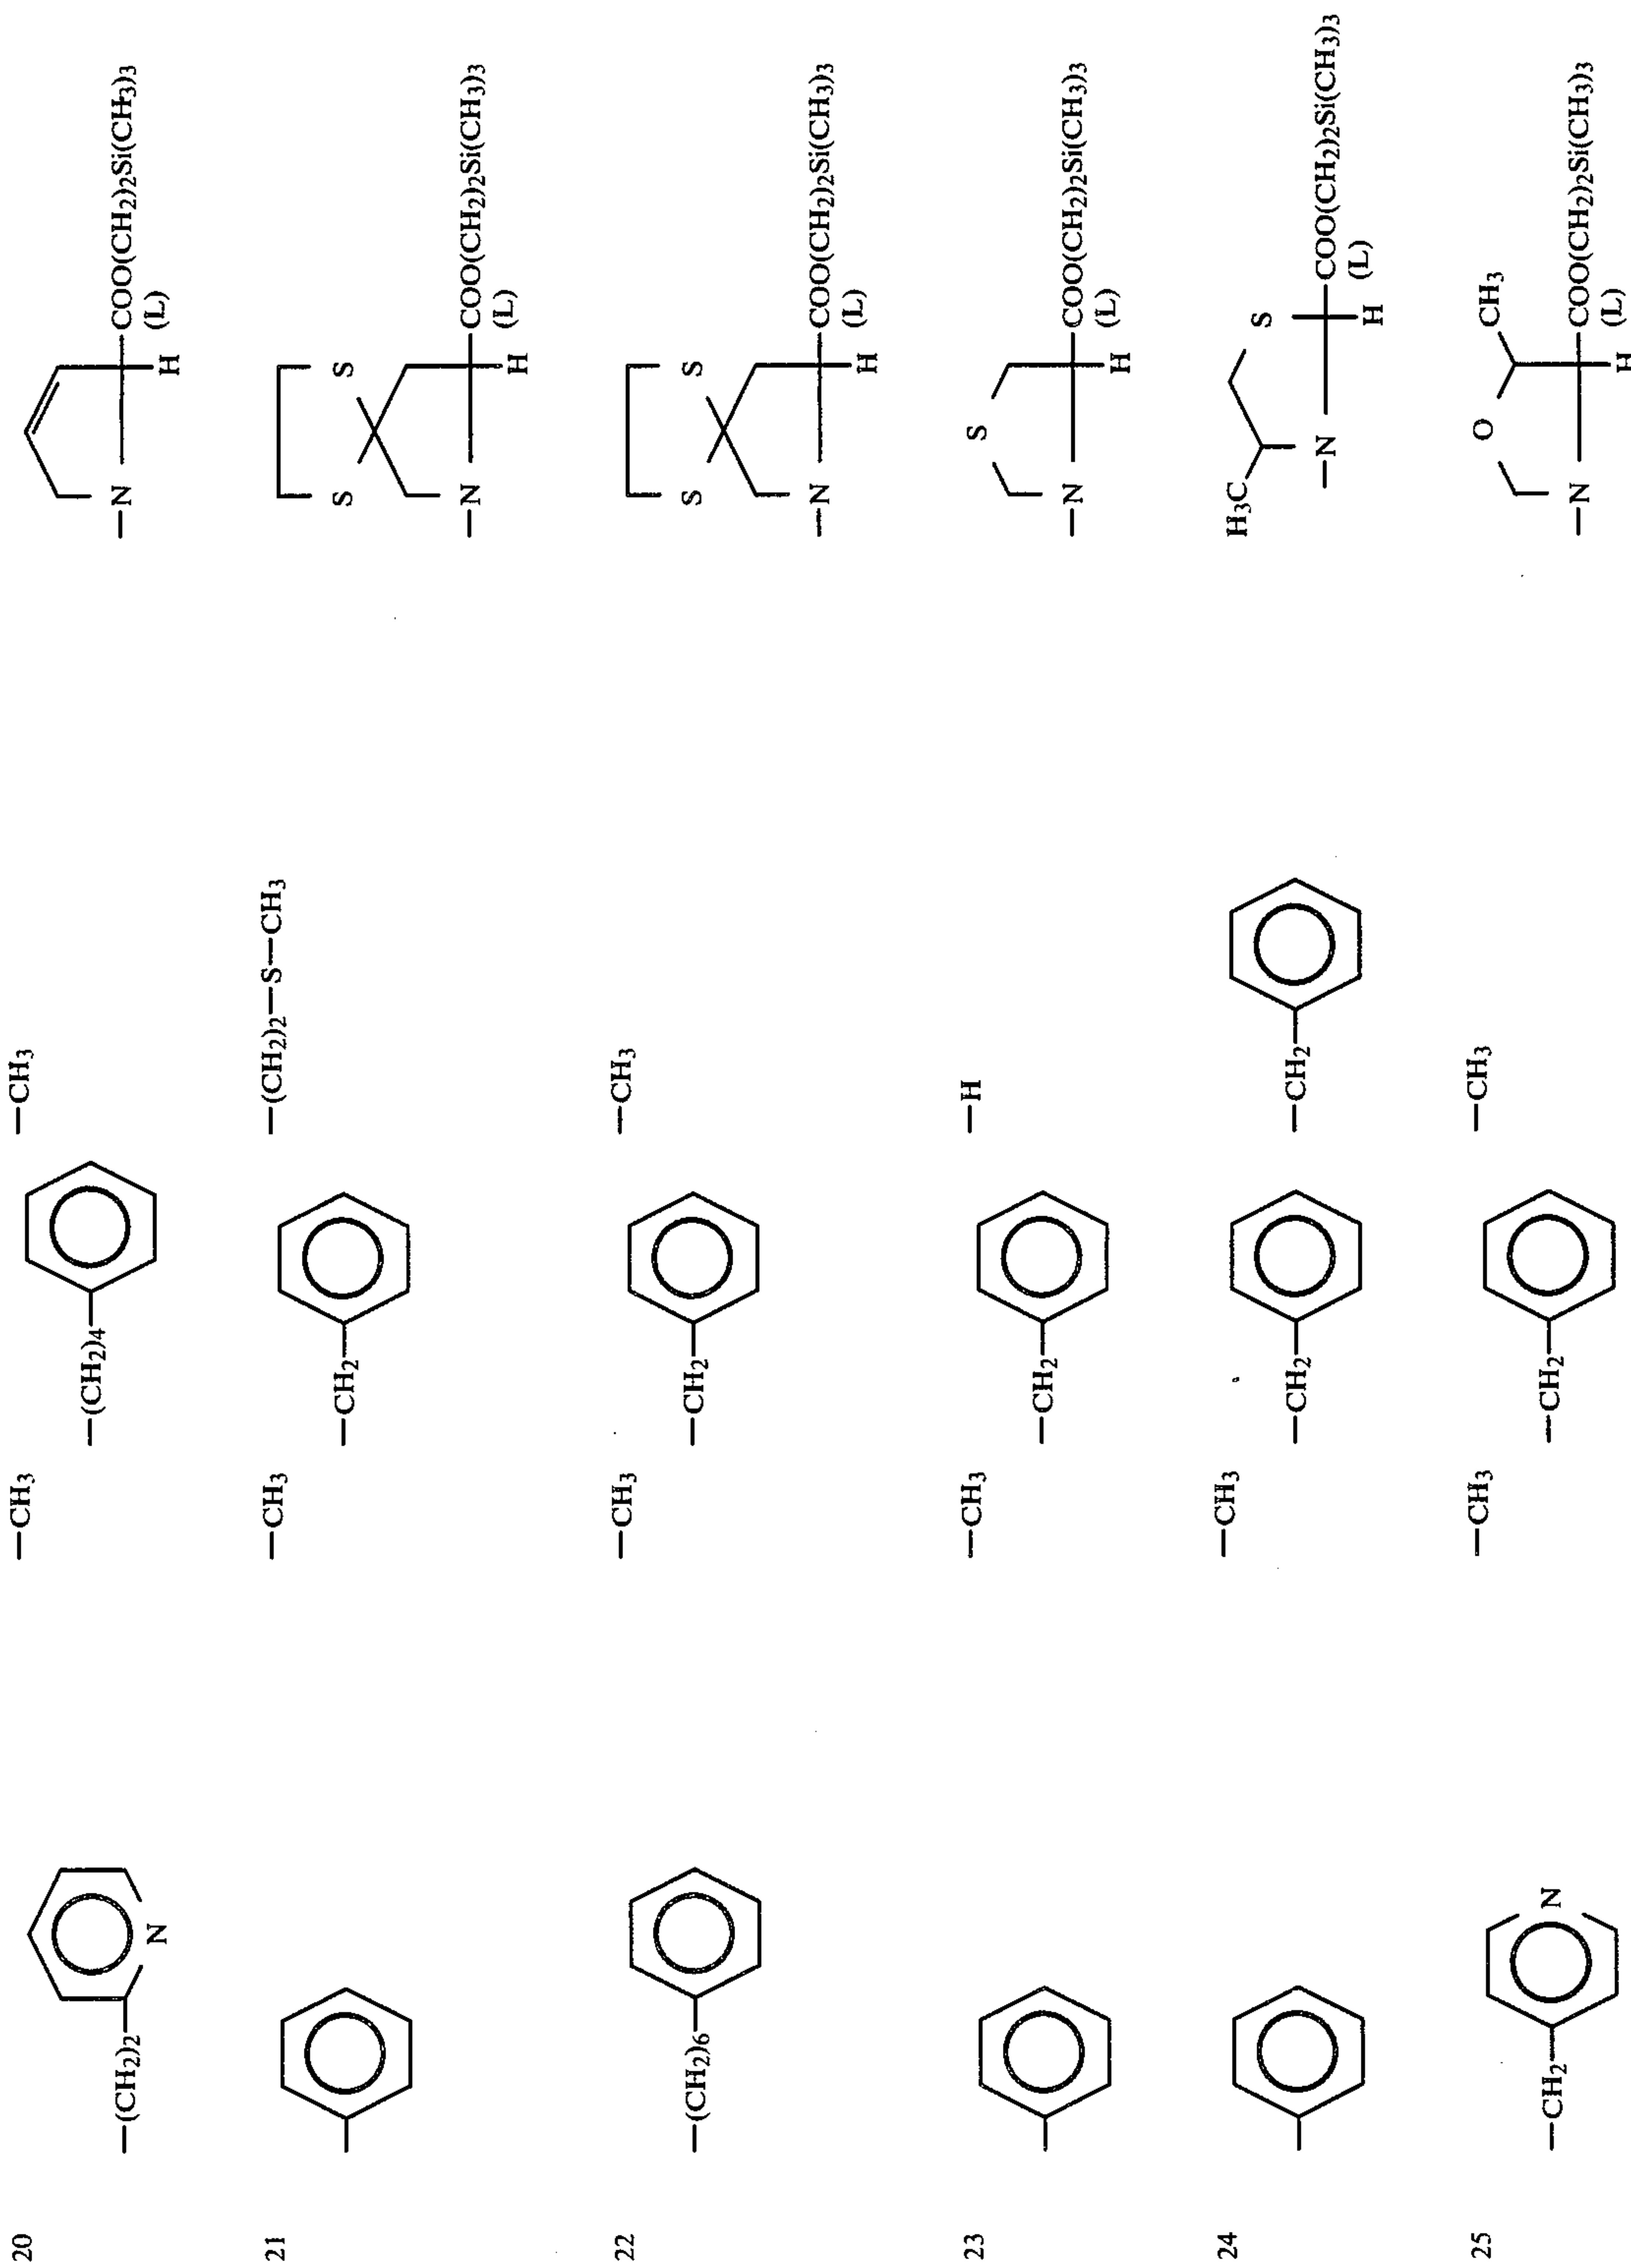 20
—(CH2)2
N
—CH3
—(CH2)4
—CH3
—N
COO(CH2)2Si(CH3)3
(L)
H
21
—CH3
—CH2
—(CH2)2—S—CH3
S
S
—N
COO(CH2)2Si(CH3)3
(L)
H
22
—(CH2)6
—CH3
—CH2
—CH3
S
S
—N
COO(CH2)2Si(CH3)3
(L)
H
23
—CH3
—CH2
—H
S
—N
COO(CH2)2Si(CH3)3
(L)
H
24
—CH3
—CH2
—CH2
H3C
S
—N
COO(CH2)2Si(CH3)3
(L)
H
25
—CH2
N
—CH3
—CH2
—CH3
O
CH3
—N
COO(CH2)2Si(CH3)3
(L)
H